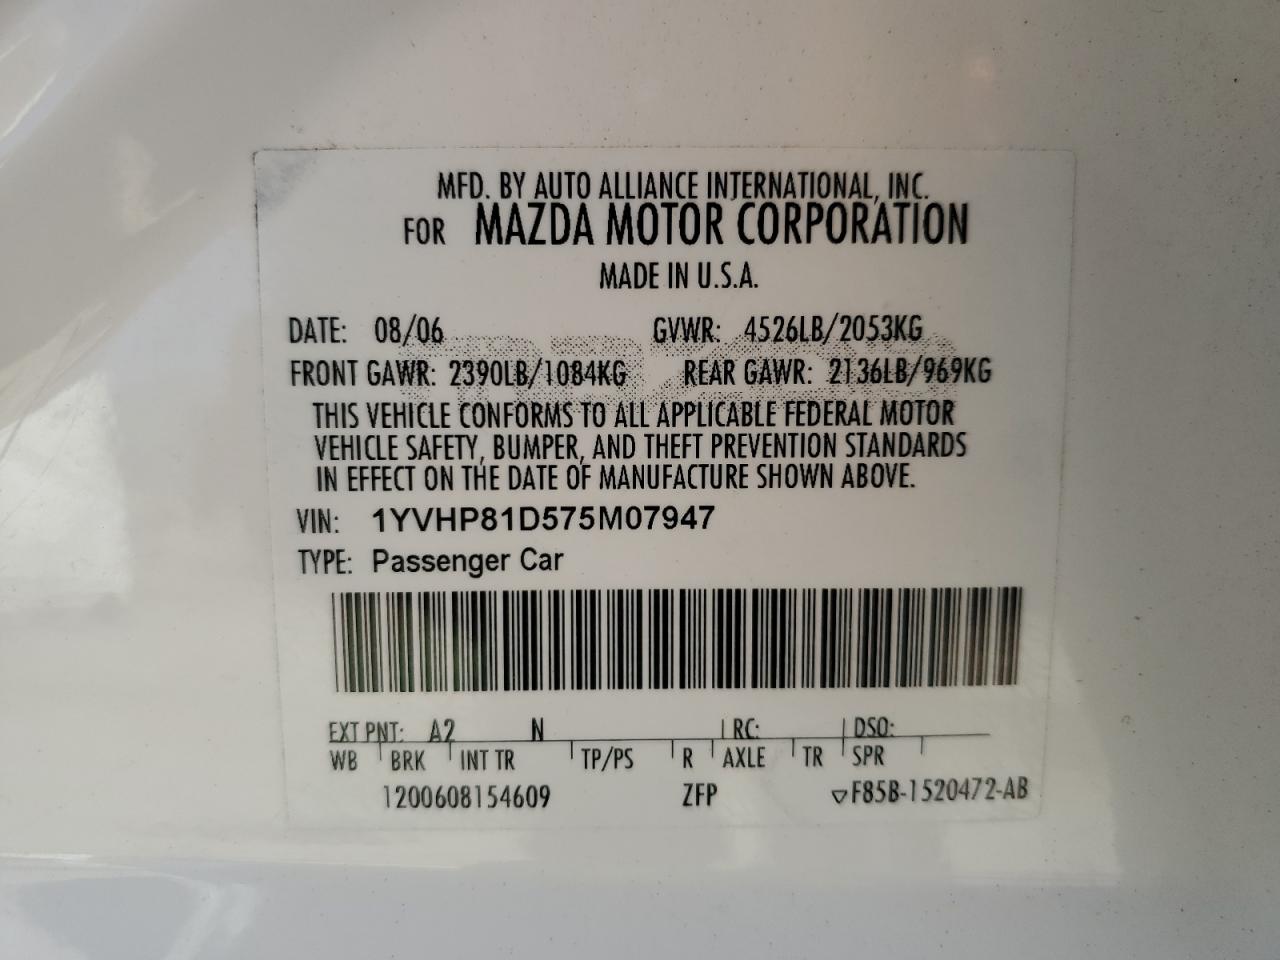 MFD. BY AUTO ALLIANCE INTERNATIONAL, INC.
FOR MAZDA MOTOR CORPORATION
MADE IN U.S.A.
DATE: 08/06 GVWR: 4526LB/2053KG
FRONT GAWR: 2390LB/1084KG REAR GAWR: 2136LB/969KG
THIS VEHICLE CONFORMS TO ALL APPLICABLE FEDERAL MOTOR
VEHICLE SAFETY, BUMPER, AND THEFT PREVENTION STANDARDS
IN EFFECT ON THE DATE OF MANUFACTURE SHOWN ABOVE.
VIN: 1YVHP81D575M07947
TYPE: Passenger Car
EXT PNT: A2 N RC: DSO:
WB BRK INT TR TP/PS R AXLE TR SPR
1200608154609 ZFP ▽F85B-1520472-AB